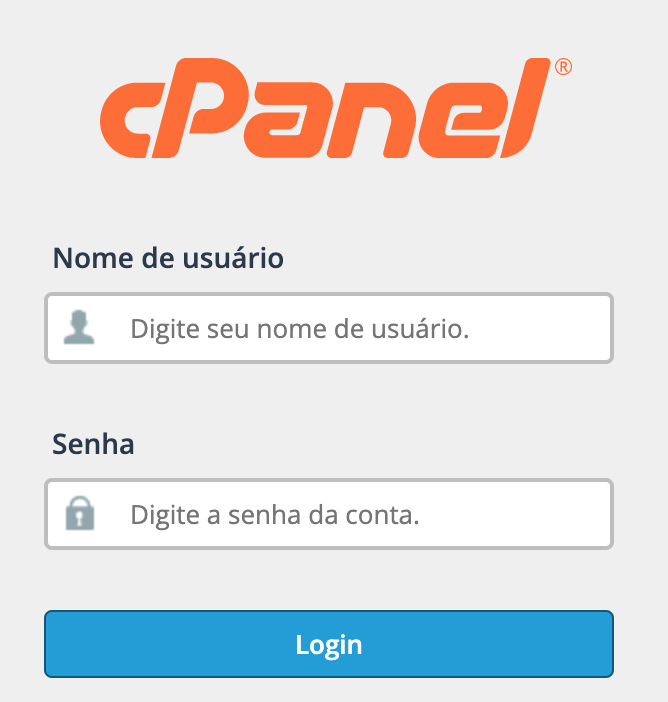 cPanel®
Nome de usuário
Digite seu nome de usuário.
Senha
Digite a senha da conta.
Login